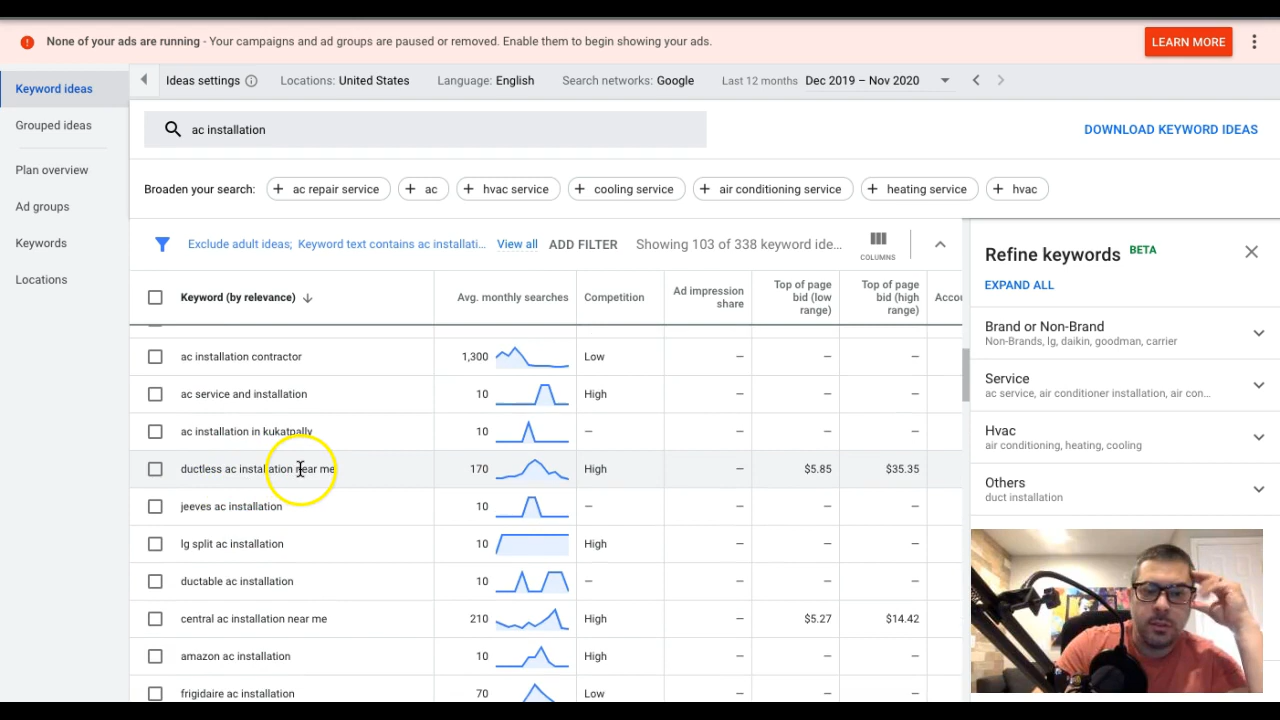 None of your ads are running - Your campaigns and ad groups are paused or removed. Enable them to begin showing your ads.
LEARN MORE
Keyword ideas
Grouped ideas
Plan overview
Ad groups
Keywords
Locations
Ideas settings Locations: United States Language: English Search networks: Google Last 12 months Dec 2019 – Nov 2020
ac installation
DOWNLOAD KEYWORD IDEAS
Broaden your search: + ac repair service + ac + hvac service + cooling service + air conditioning service + heating service + hvac
Exclude adult ideas; Keyword text contains ac installati... View all ADD FILTER Showing 103 of 338 keyword ide... COLUMNS
Keyword (by relevance) Avg. monthly searches Competition Ad impression share Top of page bid (low range) Top of page bid (high range) Accou
ac installation contractor 1,300 Low – – –
ac service and installation 10 High – – –
ac installation in kukatpally 10 – – – –
ductless ac installation near me 170 High – $5.85 $35.35
jeeves ac installation 10 – – – –
lg split ac installation 10 High – – –
ductable ac installation 10 – – – –
central ac installation near me 210 High – $5.27 $14.42
amazon ac installation 10 High – – –
frigidaire ac installation 70 Low – – –
Refine keywords BETA
EXPAND ALL
Brand or Non-Brand
Non-Brands, lg, daikin, goodman, carrier
Service
ac service, air conditioner installation, air con...
Hvac
air conditioning, heating, cooling
Others
duct installation